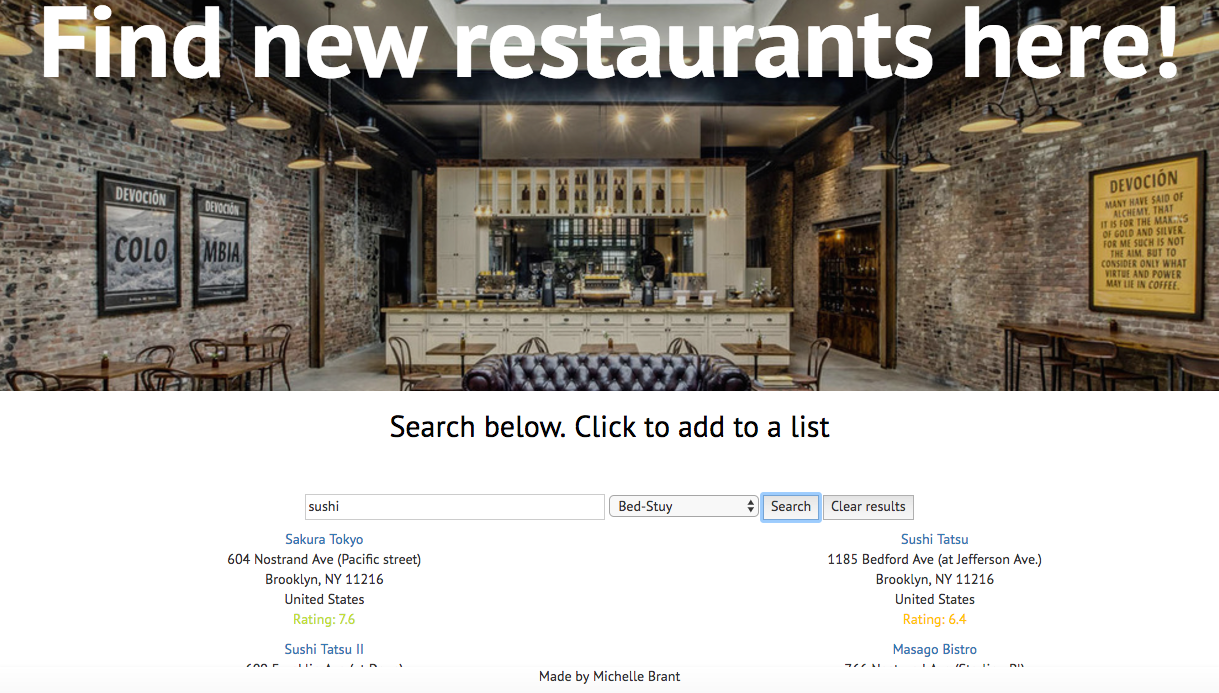 Find new restaurants here!
DEVOCIÓN
COLO
DEVOCIÓN
MBIA
DEVOCIÓN
MANY HAVE SAID OF
ALCHEMY, THAT
IT IS FOR THE MAKING
OF GOLD AND SILVER.
FOR ME SUCH IS NOT
THE AIM, BUT TO
CONSIDER ONLY WHAT
VIRTUE AND POWER
MAY LIE IN COFFEE.
Search below. Click to add to a list
sushi Bed-Stuy Search Clear results
Sakura Tokyo
604 Nostrand Ave (Pacific street)
Brooklyn, NY 11216
United States
Rating: 7.6
Sushi Tatsu
1185 Bedford Ave (at Jefferson Ave.)
Brooklyn, NY 11216
United States
Rating: 6.4
Sushi Tatsu II
Masago Bistro
Made by Michelle Brant